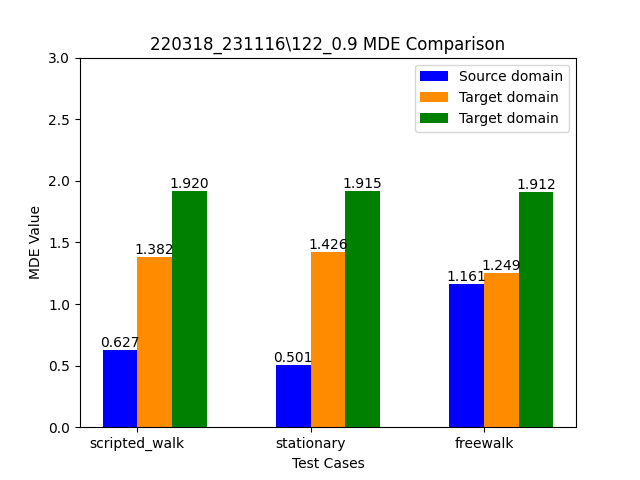 220318_231116\122_0.9 MDE Comparison
Source domain
Target domain
Target domain
MDE Value
3.0
2.5
2.0
1.5
1.0
0.5
0.0
0.627
1.382
1.920
0.501
1.426
1.915
1.161
1.249
1.912
scripted_walk
stationary
freewalk
Test Cases